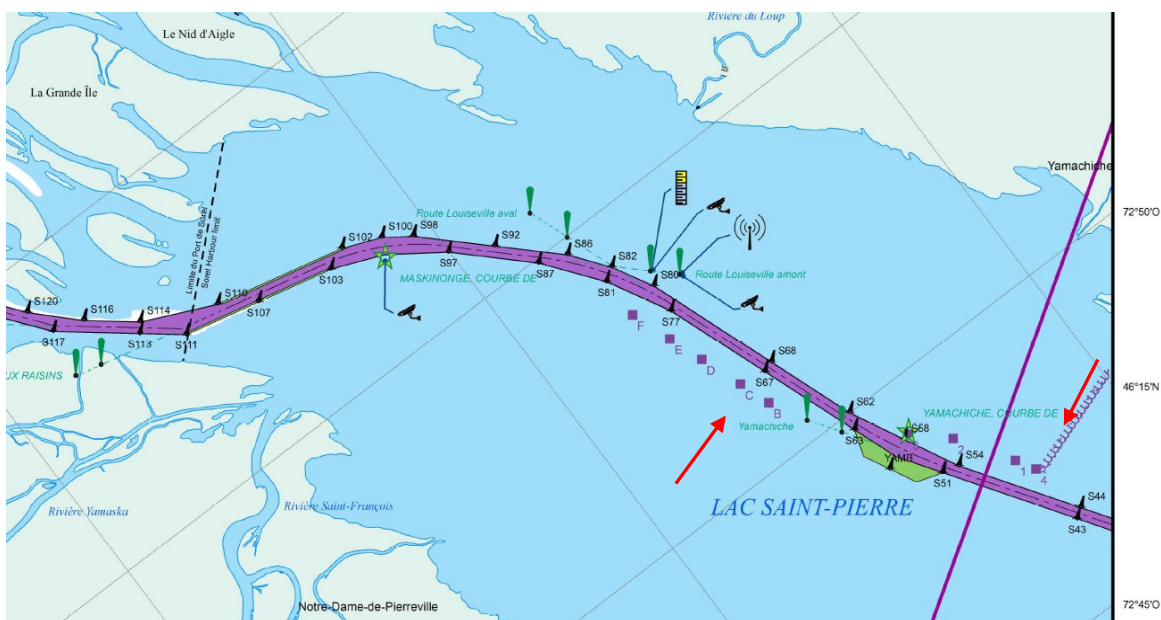 Rivière du Loup
Le Nid d'Aigle
La Grande Île
Yamachiche
72°50'O
Route Louiseville aval
Limite du Port de Sorel
Sorel Harbour limit
S102
S100
S98
S92
S86
S82
S80
Route Louiseville amont
S103
S97
S87
S81
MASKINONGE, COURBE DE
S120
S116
S114
S110
S107
S77
F
E
D
C
B
S117
S113
S111
S68
S67
UX RAISINS
46°15'N
S62
S63
Yamachiche
YAMACHICHE, COURBE DE
S68
2
S54
1
4
YAMB
S51
S44
S43
LAC SAINT-PIERRE
Rivière Yamaska
Rivière Saint-François
Notre-Dame-de-Pierreville
72°45'O